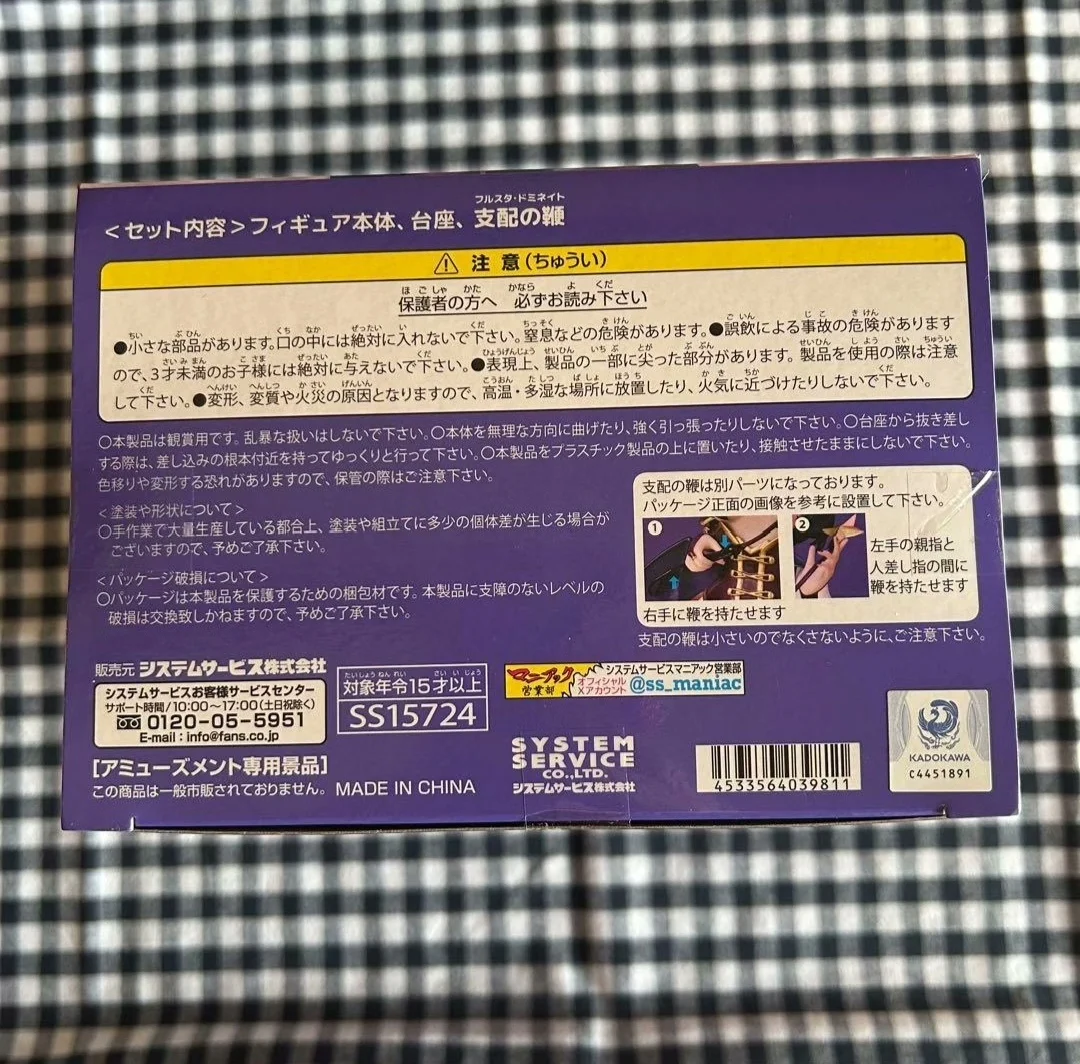 フルスタ・ドミネイト
＜セット内容＞フィギュア本体、台座、支配の鞭
注意(ちゅうい)
保護者の方へ 必ずお読み下さい
●小さな部品があります。口の中には絶対に入れないで下さい。窒息などの危険があります。●誤飲による事故の危険があります
ので、3才未満のお子様には絶対に与えないで下さい。●表現上、製品の一部に尖った部分があります。製品を使用の際は注意
して下さい。●変形、変質や火災の原因となりますので、高温・多湿な場所に放置したり、火気に近づけたりしないで下さい。
○本製品は観賞用です。乱暴な扱いはしないで下さい。○本体を無理な方向に曲げたり、強く引っ張ったりしないで下さい。○台座から抜き差し
する際は、差し込みの根本付近を持ってゆっくりと行って下さい。○本製品をプラスチック製品の上に置いたり、接触させたままにしないで下さい。
色移りや変形する恐れがありますので、保管の際はご注意下さい。
＜塗装や形状について＞
○手作業で大量生産している都合上、塗装や組立てに多少の個体差が生じる場合が
ございますので、予めご了承下さい。
＜パッケージ破損について＞
○パッケージは本製品を保護するための梱包材です。本製品に支障のないレベルの
破損は交換致しかねますので、予めご了承下さい。
支配の鞭は別パーツになっております。
パッケージ正面の画像を参考に設置して下さい。
1
右手に鞭を持たせます
2
左手の親指と
人差し指の間に
鞭を持たせます
支配の鞭は小さいのでなくさないように、ご注意下さい。
販売元 システムサービス株式会社
システムサービスお客様サービスセンター
サポート時間/10:00～17:00(土日祝除く)
0120-05-5951
E-mail : info@fans.co.jp
[アミューズメント専用景品]
この商品は一般市販されておりません。 MADE IN CHINA
たいしょうねんれい さいいじょう
対象年令15才以上
SS15724
マニアック
営業部
システムサービスマニアック営業部
オフィシャル
Xアカウント
@ss_maniac
SYSTEM
SERVICE
CO.,LTD.
システムサービス株式会社
4533564039811
KADOKAWA
C4451891